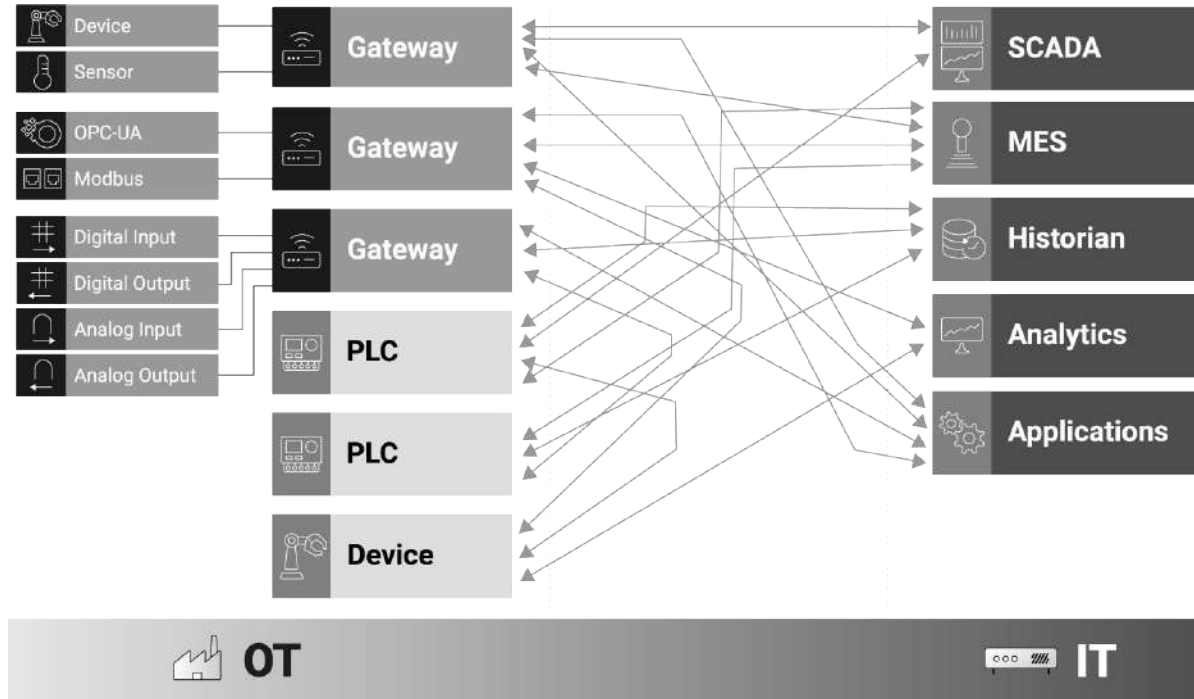 Device
Sensor
OPC-UA
Modbus
Digital Input
Digital Output
Analog Input
Analog Output
Gateway
Gateway
Gateway
PLC
PLC
Device
SCADA
MES
Historian
Analytics
Applications
OT
IT